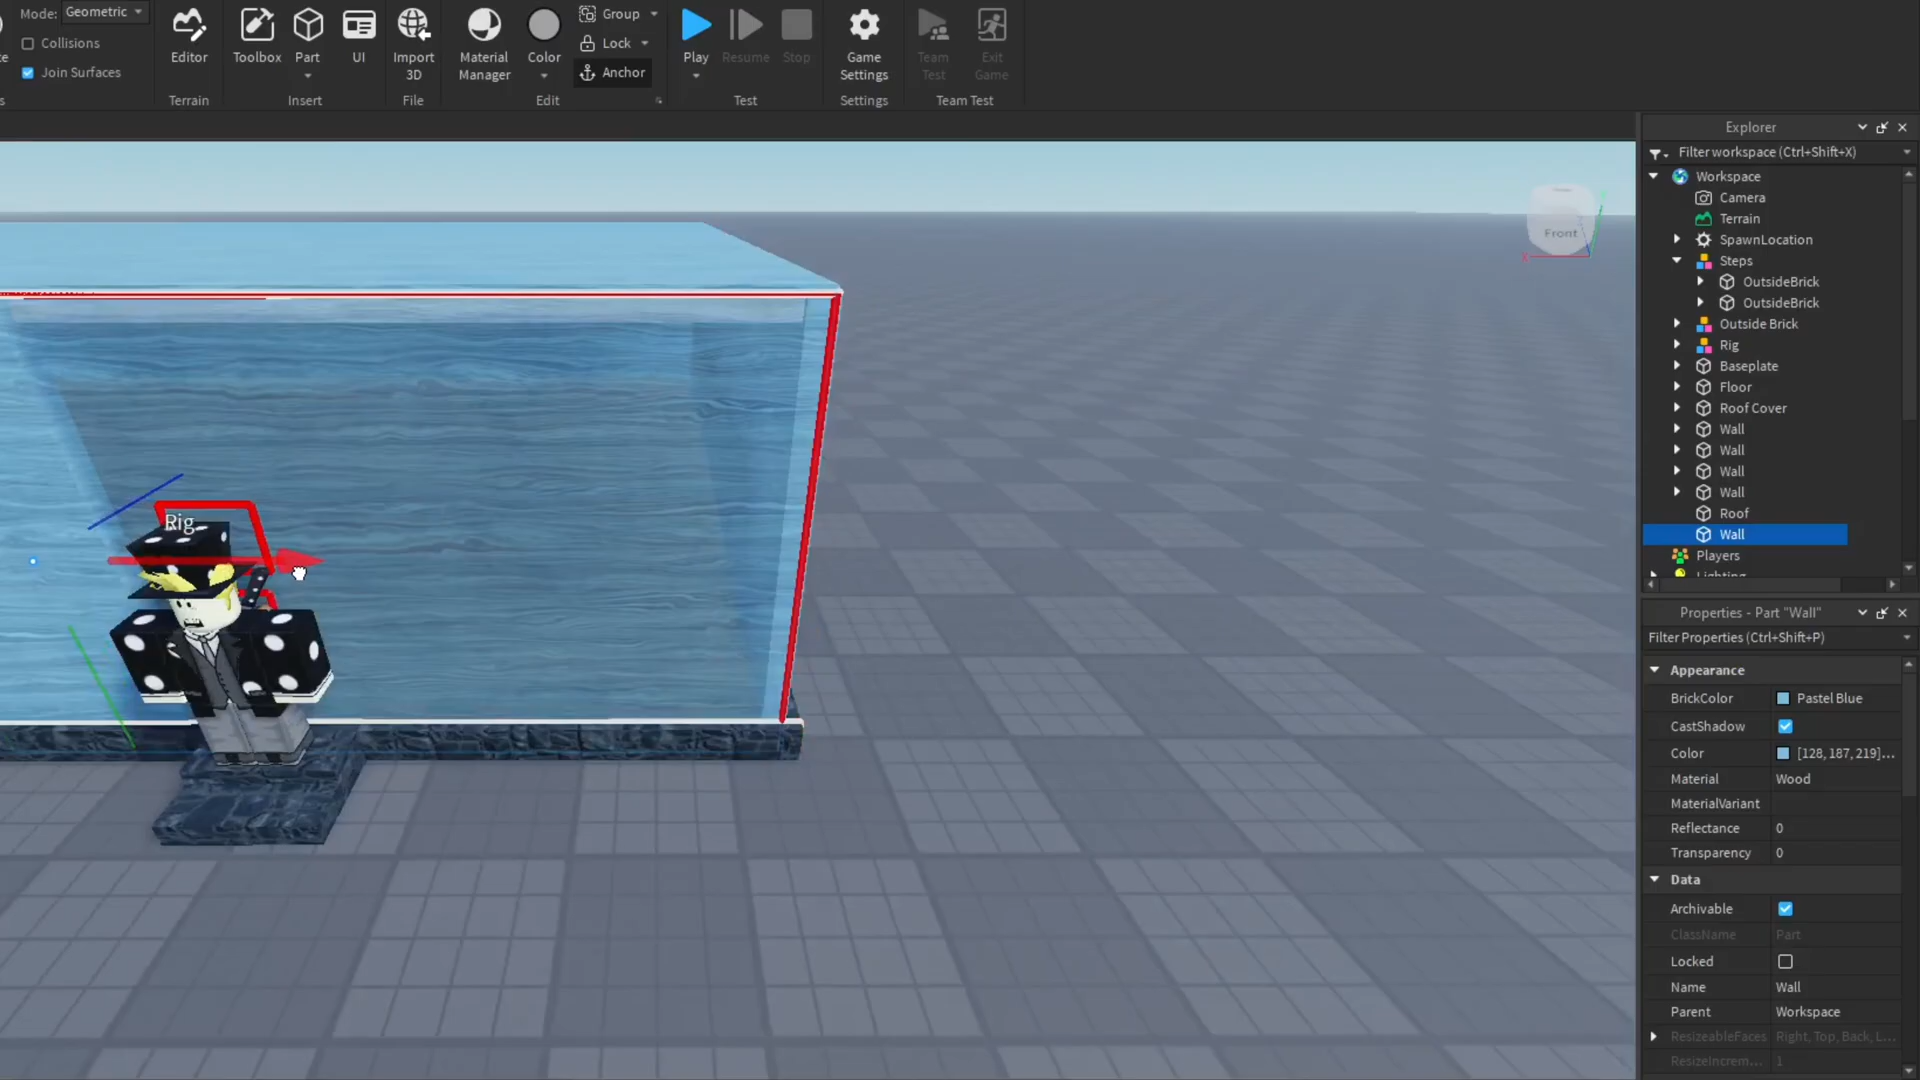 Mode: Geometric
Collisions
Join Surfaces
Editor
Terrain
Toolbox
Part
UI
Insert
Import
3D
File
Material
Manager
Color
Group
Lock
Anchor
Edit
Play
Resume
Stop
Test
Game
Settings
Settings
Team
Test
Exit
Game
Team Test
Front
X
Rig
Explorer
Filter workspace (Ctrl+Shift+X)
Workspace
Camera
Terrain
SpawnLocation
Steps
OutsideBrick
OutsideBrick
Outside Brick
Rig
Baseplate
Floor
Roof Cover
Wall
Wall
Wall
Wall
Roof
Wall
Players
Lighting
Properties - Part "Wall"
Filter Properties (Ctrl+Shift+P)
Appearance
BrickColor Pastel Blue
CastShadow
Color [128, 187, 219]...
Material Wood
MaterialVariant
Reflectance 0
Transparency 0
Data
Archivable
ClassName Part
Locked
Name Wall
Parent Workspace
ResizeableFaces Right, Top, Back, L...
ResizeIncrem... 1